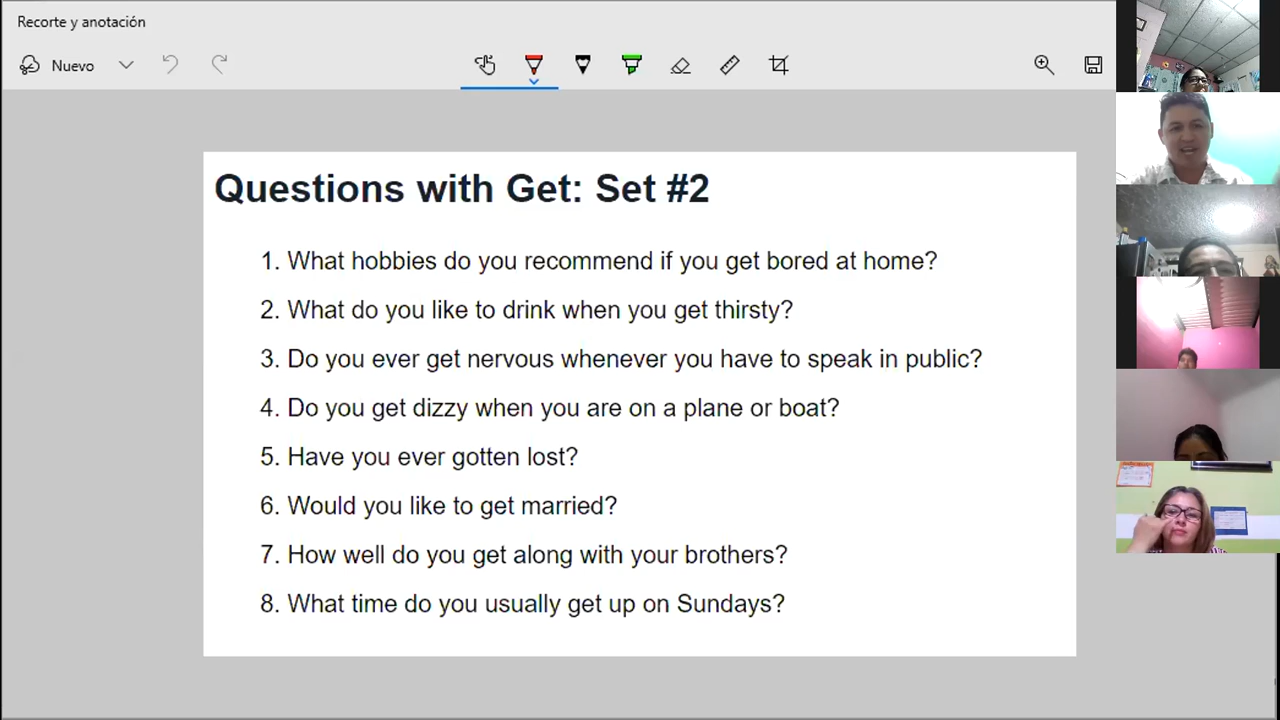 Recorte y anotación
Nuevo
Questions with Get: Set #2
1. What hobbies do you recommend if you get bored at home?
2. What do you like to drink when you get thirsty?
3. Do you ever get nervous whenever you have to speak in public?
4. Do you get dizzy when you are on a plane or boat?
5. Have you ever gotten lost?
6. Would you like to get married?
7. How well do you get along with your brothers?
8. What time do you usually get up on Sundays?